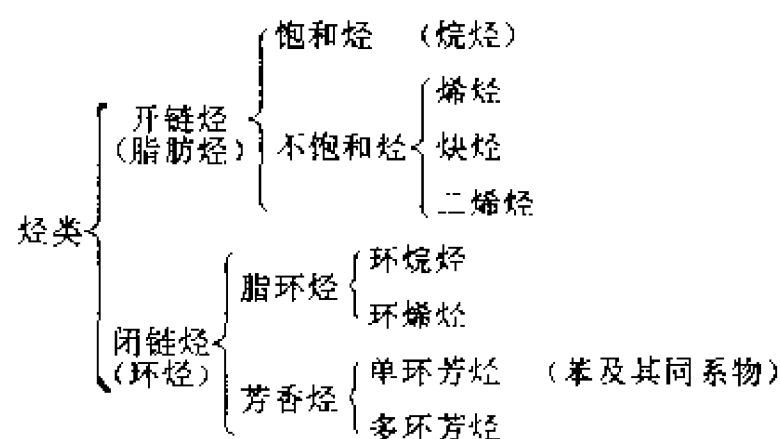 饱和烃 (烷烃)
烯烃
开链烃
(脂肪烃)
不饱和烃
炔烃
二烯烃
烃类
环烷烃
脂环烃
环烯烃
闭链烃
(环烃)
单环芳烃 (苯及其同系物)
芳香烃
多环芳烃